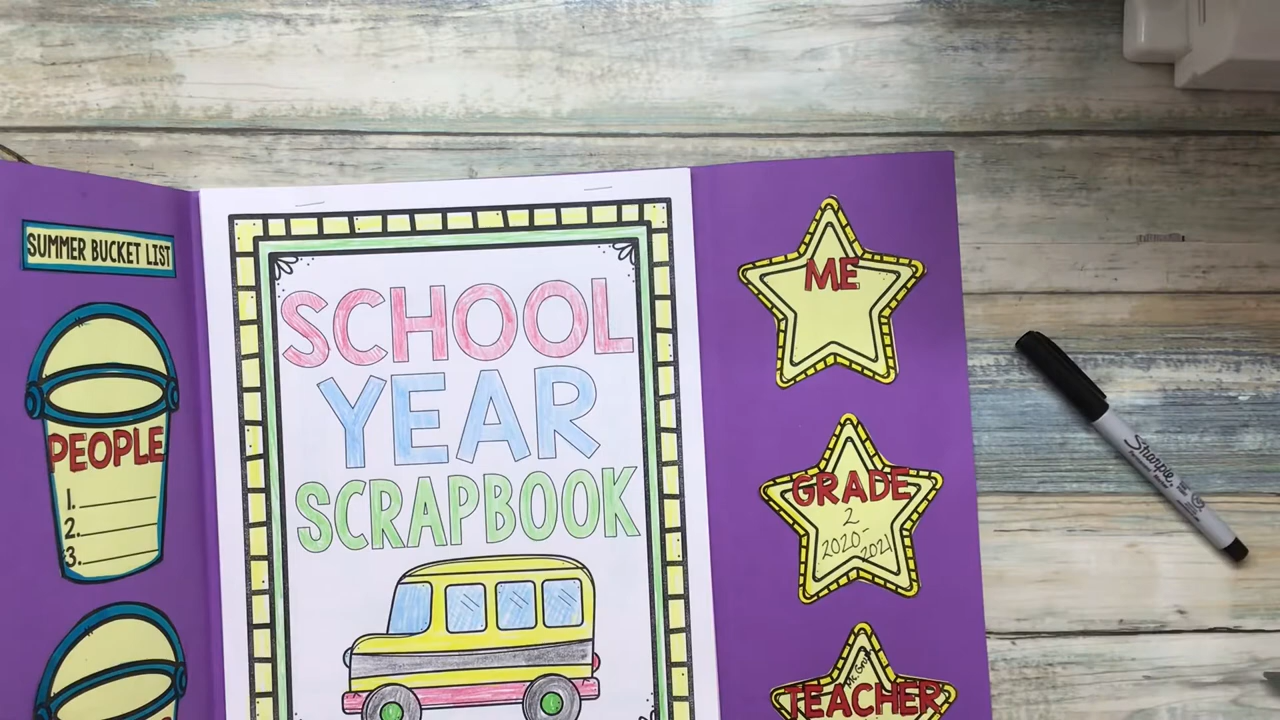 SUMMER BUCKET LIST
PEOPLE
1.
2.
3.
SCHOOL
YEAR
SCRAPBOOK
ME
GRADE
2
2020-
2021
TEACHER
Sharpie